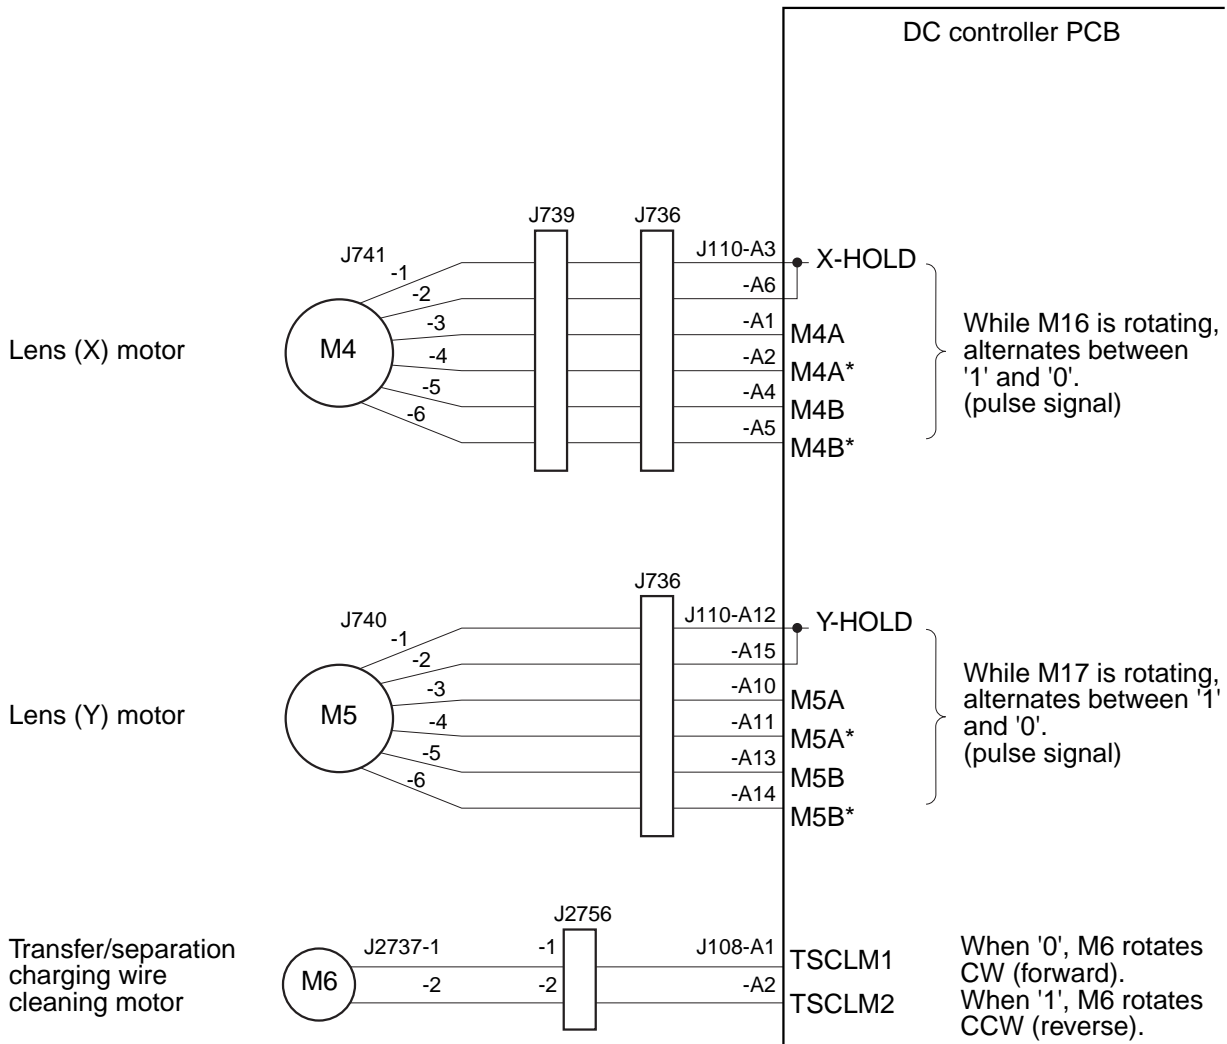 DC controller PCB
J739
J736
J741
J110-A3
X-HOLD
-1
-A6
-2
-A1
M4A
-3
-A2
M4A*
-4
-A4
M4B
-5
-A5
M4B*
-6
Lens (X) motor
M4
While M16 is rotating,
alternates between
'1' and '0'.
(pulse signal)
J736
J740
J110-A12
Y-HOLD
-1
-A15
-2
-A10
M5A
-3
-A11
M5A*
-4
-A13
M5B
-5
-A14
M5B*
-6
Lens (Y) motor
M5
While M17 is rotating,
alternates between '1'
and '0'.
(pulse signal)
J2756
Transfer/separation
charging wire
cleaning motor
M6
J2737-1
-1
J108-A1
TSCLM1
-2
-2
-A2
TSCLM2
When '0', M6 rotates
CW (forward).
When '1', M6 rotates
CCW (reverse).